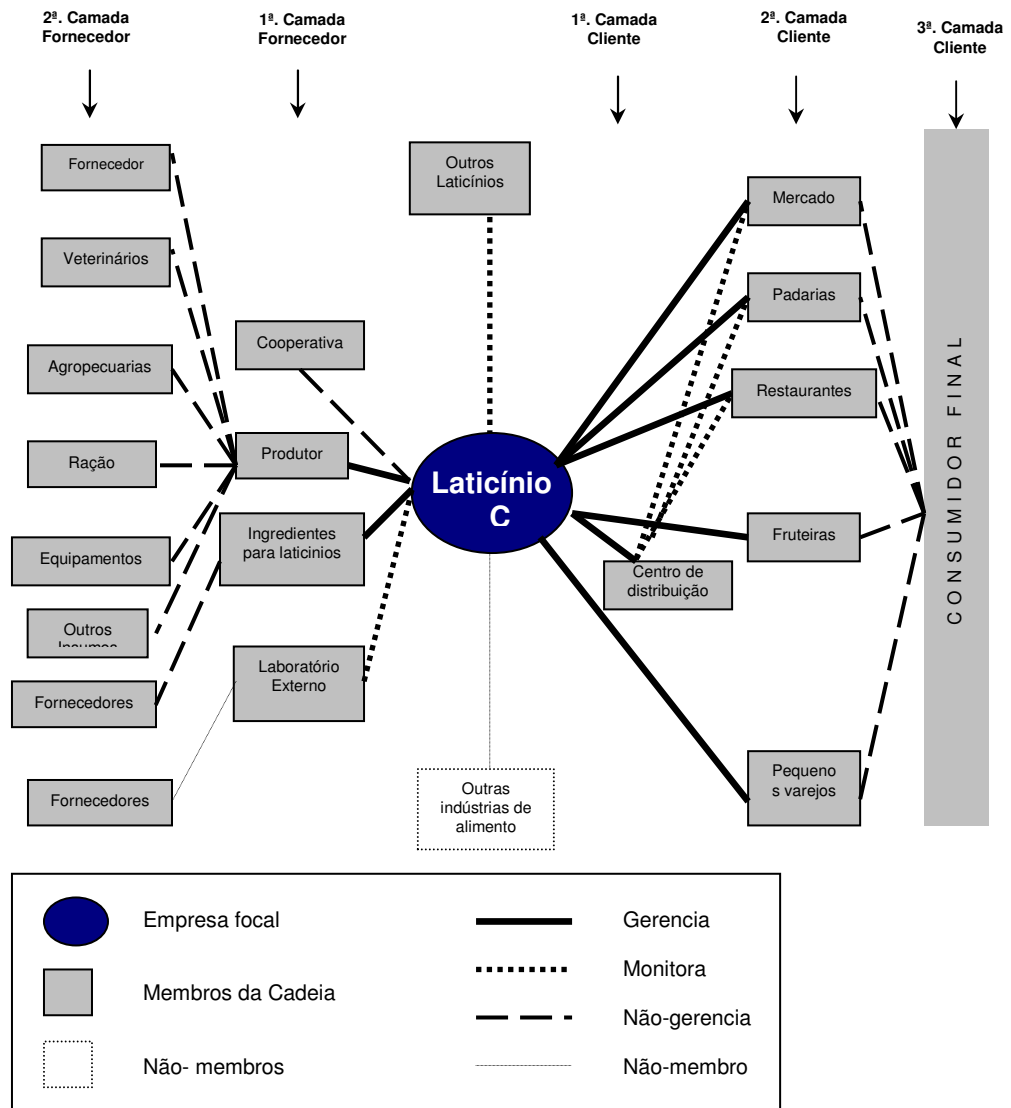 2ª. Camada
Fornecedor
1ª. Camada
Fornecedor
1ª. Camada
Cliente
2ª. Camada
Cliente
3ª. Camada
Cliente
Fornecedor
Veterinários
Agropecuarias
Ração
Equipamentos
Outros
Insumos
Fornecedores
Fornecedores
Cooperativa
Produtor
Ingredientes
para laticinios
Laboratório
Externo
Outros
Laticínios
Laticínio
C
Outras
indústrias de
alimento
Centro de
distribuição
Mercado
Padarias
Restaurantes
Fruteiras
Pequeno
s varejos
CONSUMIDOR FINAL
Empresa focal
Membros da Cadeia
Não- membros
Gerencia
Monitora
Não-gerencia
Não-membro